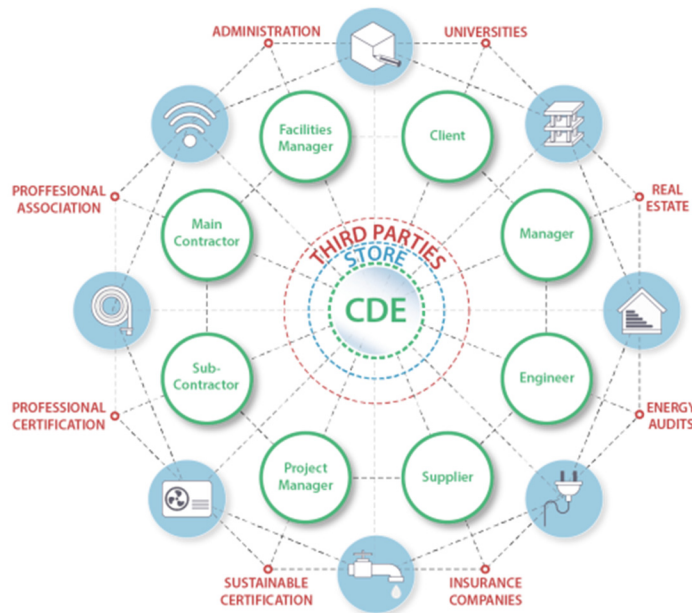 ADMINISTRATION
UNIVERSITIES
Facilities
Manager
Client
PROFFESIONAL
ASSOCIATION
REAL
ESTATE
Main
Contractor
Manager
THIRD PARTIES
STORE
CDE
Sub-
Contractor
Engineer
PROFESSIONAL
CERTIFICATION
ENERGY
AUDITS
Project
Manager
Supplier
SUSTAINABLE
CERTIFICATION
INSURANCE
COMPANIES